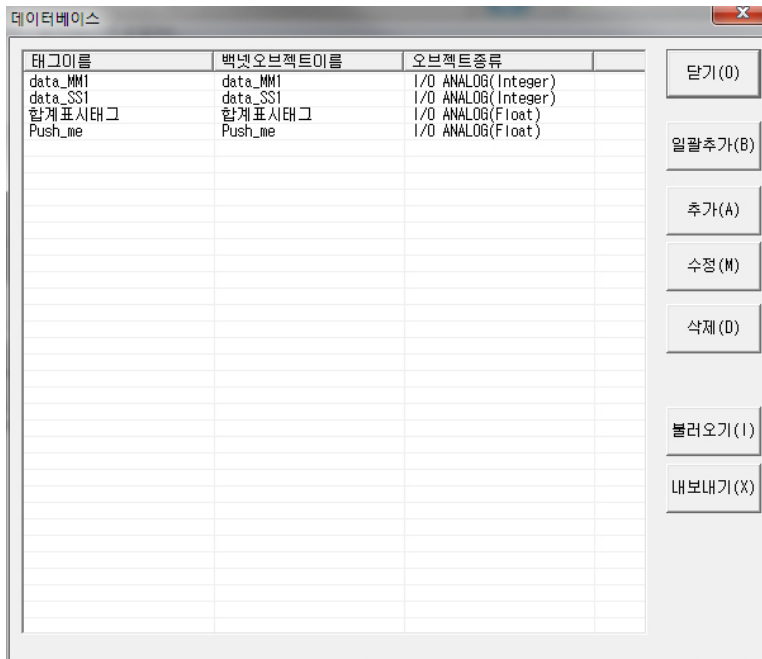 데이터베이스
태그이름 백넷오브젝트이름 오브젝트종류
data_MM1 data_MM1 I/O ANALOG(Integer)
data_SS1 data_SS1 I/O ANALOG(Integer)
합계표시태그 합계표시태그 I/O ANALOG(Float)
Push_me Push_me I/O ANALOG(Float)
닫기(O)
일괄추가(B)
추가(A)
수정(M)
삭제(D)
불러오기(I)
내보내기(X)